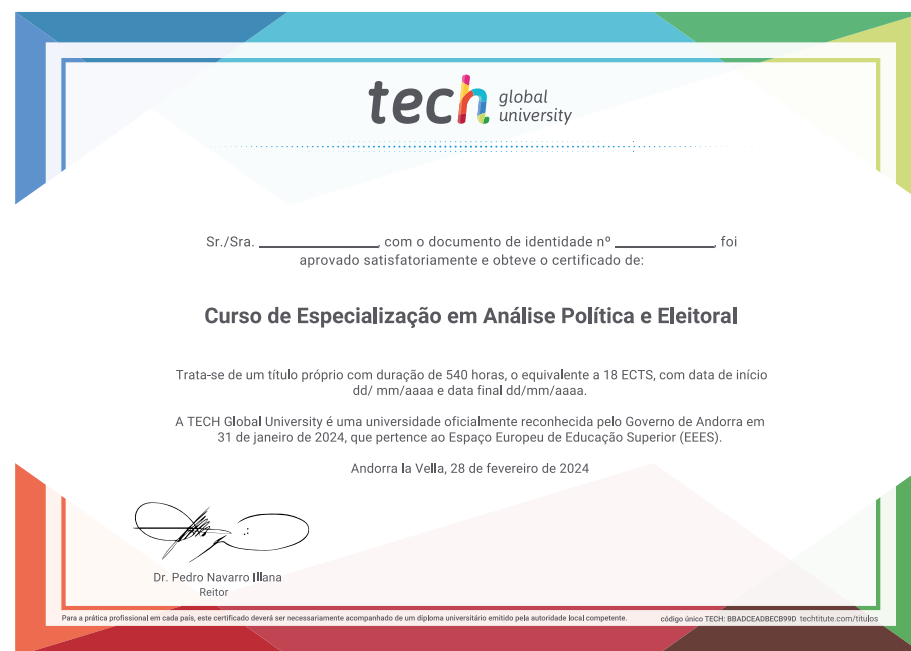 tech global
university
Sr./Sra. ______________, com o documento de identidade nº ____________, foi
aprovado satisfatoriamente e obteve o certificado de:
Curso de Especialização em Análise Política e Eleitoral
Trata-se de um título próprio com duração de 540 horas, o equivalente a 18 ECTS, com data de início
dd/ mm/aaaa e data final dd/mm/aaaa.
A TECH Global University é uma universidade oficialmente reconhecida pelo Governo de Andorra em
31 de janeiro de 2024, que pertence ao Espaço Europeu de Educação Superior (EEES).
Andorra la Vella, 28 de fevereiro de 2024
Dr. Pedro Navarro Illana
Reitor
Para a prática profissional em cada país, este certificado deverá ser necessariamente acompanhado de um diploma universitário emitido pela autoridade local competente.
código único TECH: BBADCEADBECB99D techtitute.com/titulos